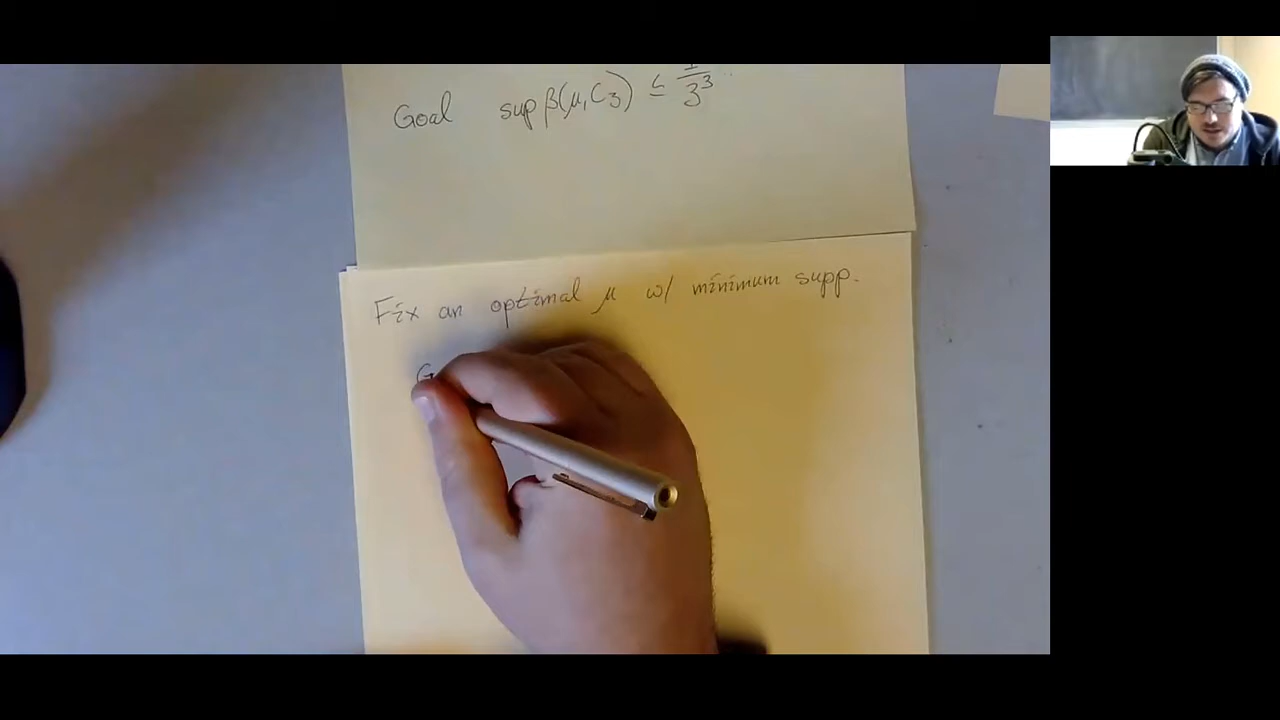 Goal sup β(μ, C₃) ≤ 1/3³
Fix an optimal μ w/ minimum supp.
G